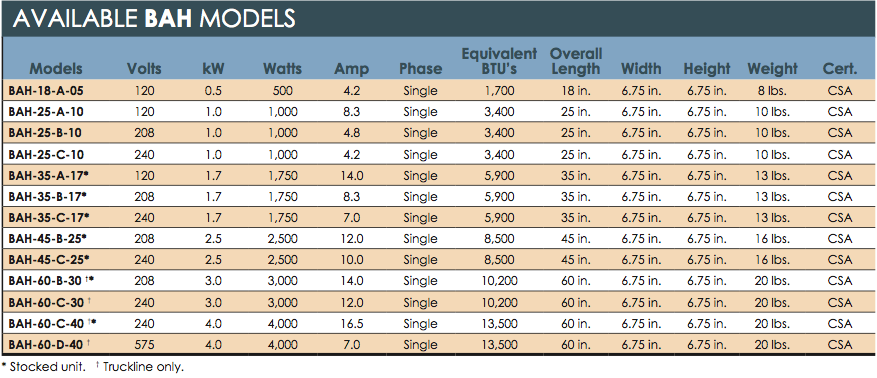 AVAILABLE BAH MODELS
Models Volts kW Watts Amp Phase Equivalent BTU's Overall Length Width Height Weight Cert.
BAH-18-A-05 120 0.5 500 4.2 Single 1,700 18 in. 6.75 in. 6.75 in. 8 lbs. CSA
BAH-25-A-10 120 1.0 1,000 8.3 Single 3,400 25 in. 6.75 in. 6.75 in. 10 lbs. CSA
BAH-25-B-10 208 1.0 1,000 4.8 Single 3,400 25 in. 6.75 in. 6.75 in. 10 lbs. CSA
BAH-25-C-10 240 1.0 1,000 4.2 Single 3,400 25 in. 6.75 in. 6.75 in. 10 lbs. CSA
BAH-35-A-17* 120 1.7 1,750 14.0 Single 5,900 35 in. 6.75 in. 6.75 in. 13 lbs. CSA
BAH-35-B-17* 208 1.7 1,750 8.3 Single 5,900 35 in. 6.75 in. 6.75 in. 13 lbs. CSA
BAH-35-C-17* 240 1.7 1,750 7.0 Single 5,900 35 in. 6.75 in. 6.75 in. 13 lbs. CSA
BAH-45-B-25* 208 2.5 2,500 12.0 Single 8,500 45 in. 6.75 in. 6.75 in. 16 lbs. CSA
BAH-45-C-25* 240 2.5 2,500 10.0 Single 8,500 45 in. 6.75 in. 6.75 in. 16 lbs. CSA
BAH-60-B-30 †* 208 3.0 3,000 14.0 Single 10,200 60 in. 6.75 in. 6.75 in. 20 lbs. CSA
BAH-60-C-30 † 240 3.0 3,000 12.0 Single 10,200 60 in. 6.75 in. 6.75 in. 20 lbs. CSA
BAH-60-C-40 †* 240 4.0 4,000 16.5 Single 13,500 60 in. 6.75 in. 6.75 in. 20 lbs. CSA
BAH-60-D-40 † 575 4.0 4,000 7.0 Single 13,500 60 in. 6.75 in. 6.75 in. 20 lbs. CSA
* Stocked unit. † Truckline only.